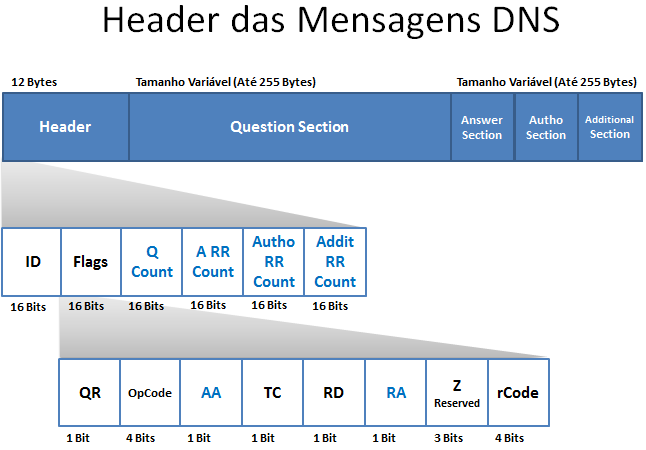 Header das Mensagens DNS
12 Bytes
Tamanho Variável (Até 255 Bytes)
Tamanho Variável (Até 255 Bytes)
Header
Question Section
Answer
Section
Autho
Section
Additional
Section
ID
Flags
Q
Count
A RR
Count
Autho
RR
Count
Addit
RR
Count
16 Bits
16 Bits
16 Bits
16 Bits
16 Bits
16 Bits
QR
OpCode
AA
TC
RD
RA
Z
Reserved
rCode
1 Bit
4 Bits
1 Bit
1 Bit
1 Bit
1 Bit
3 Bits
4 Bits